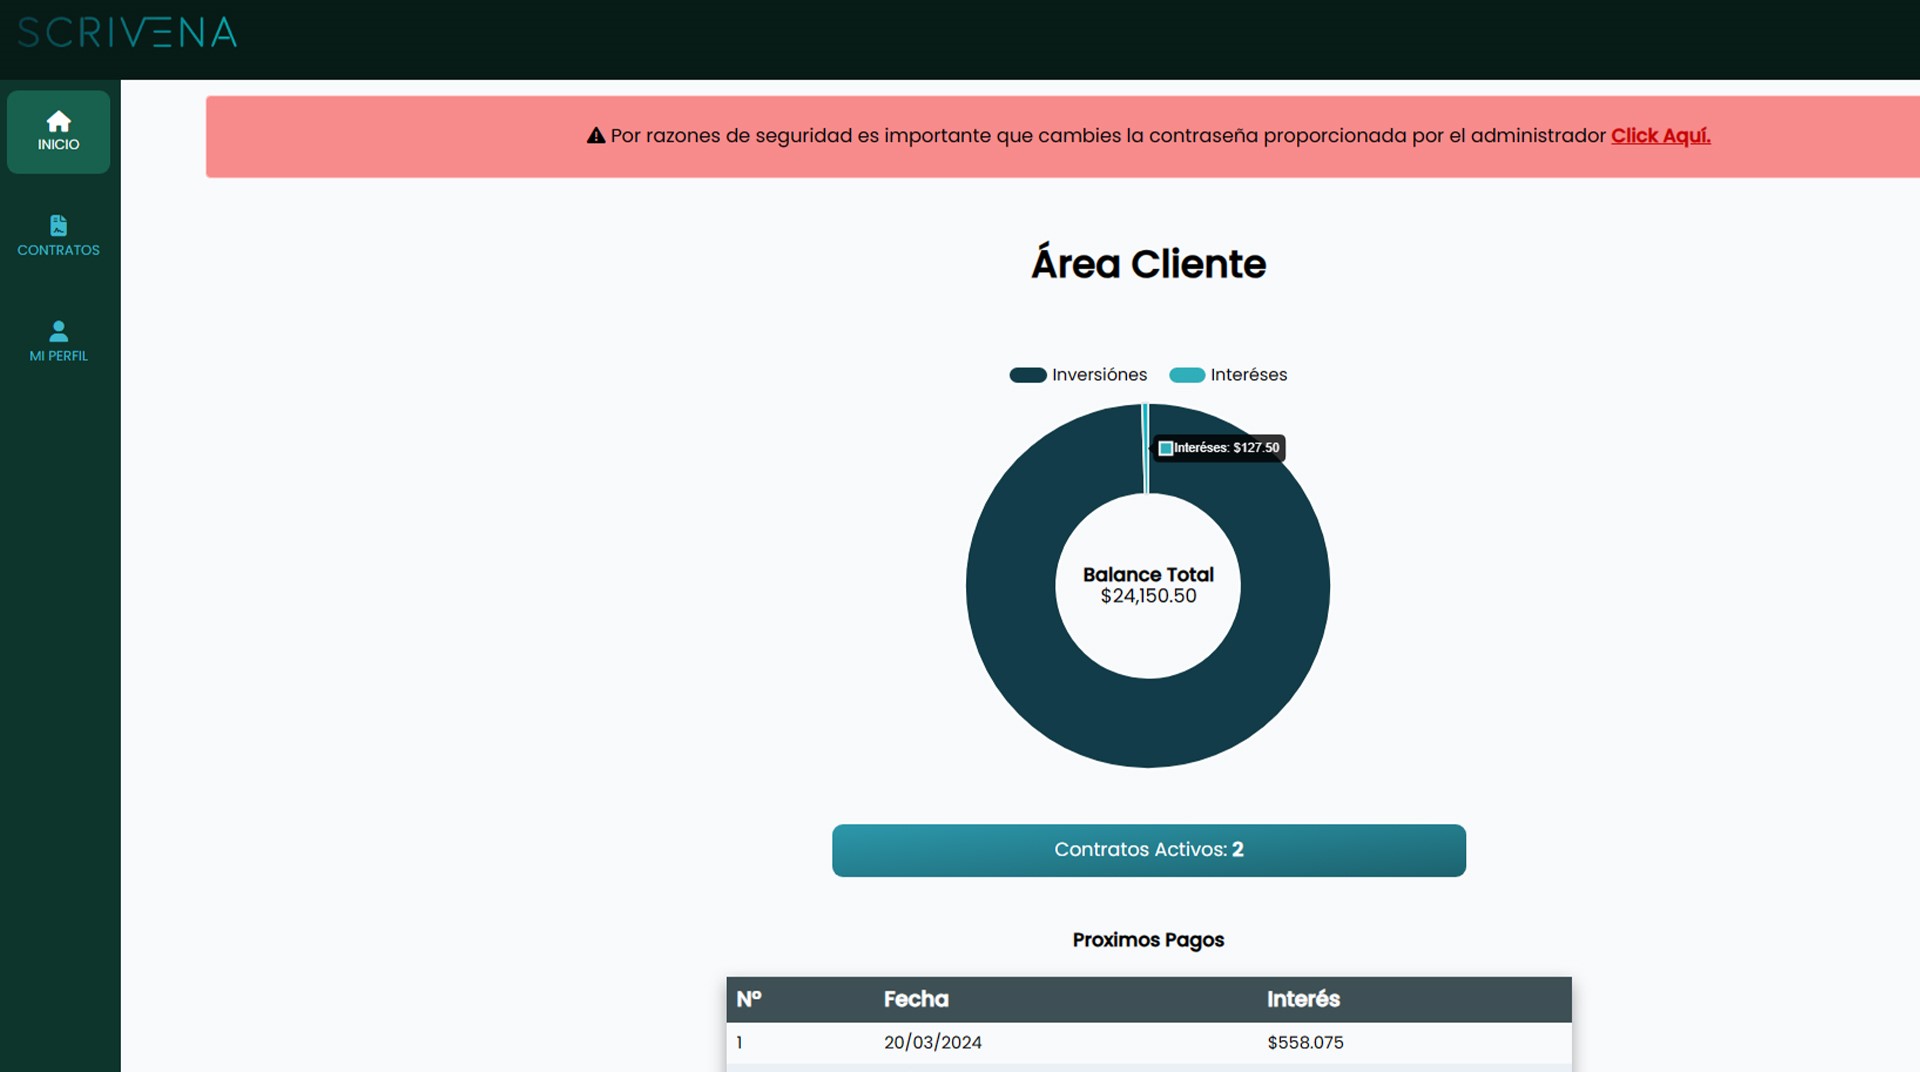 SCRIVENA
INICIO
CONTRATOS
MI PERFIL
Por razones de seguridad es importante que cambies la contraseña proporcionada por el administrador Click Aquí.
Área Cliente
Inversiónes Interéses
Interéses: $127.50
Balance Total
$24,150.50
Contratos Activos: 2
Proximos Pagos
Nº Fecha Interés
1 20/03/2024 $558.075